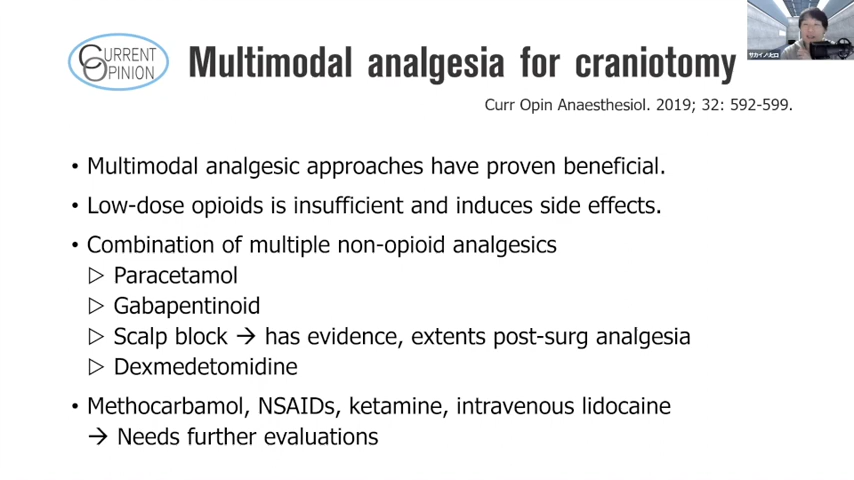 CURRENT
OPINION
Multimodal analgesia for craniotomy
Curr Opin Anaesthesiol. 2019; 32: 592-599.
• Multimodal analgesic approaches have proven beneficial.
• Low-dose opioids is insufficient and induces side effects.
• Combination of multiple non-opioid analgesics
▷ Paracetamol
▷ Gabapentinoid
▷ Scalp block → has evidence, extents post-surg analgesia
▷ Dexmedetomidine
• Methocarbamol, NSAIDs, ketamine, intravenous lidocaine
→ Needs further evaluations